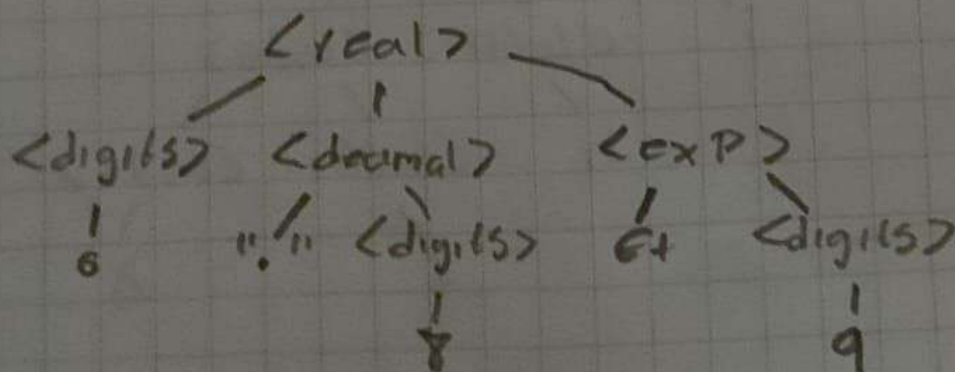 <real>
<digits> <decimal> <exp>
6 "." <digits> E+ <digits>
8 9